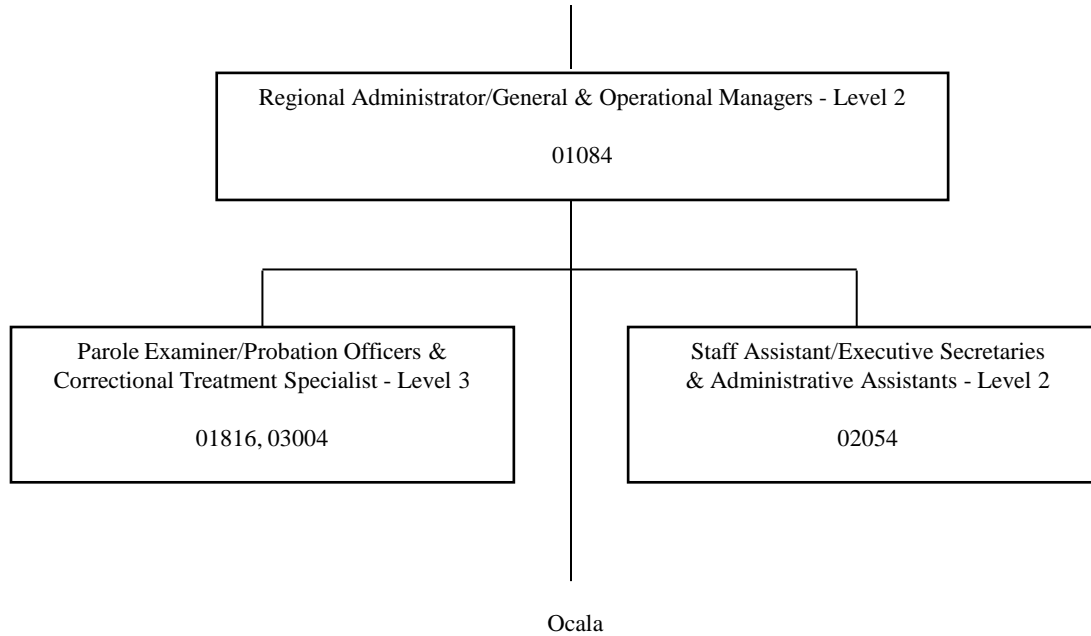 Regional Administrator/General & Operational Managers - Level 2
01084
Parole Examiner/Probation Officers &
Correctional Treatment Specialist - Level 3
01816, 03004
Staff Assistant/Executive Secretaries
& Administrative Assistants - Level 2
02054
Ocala